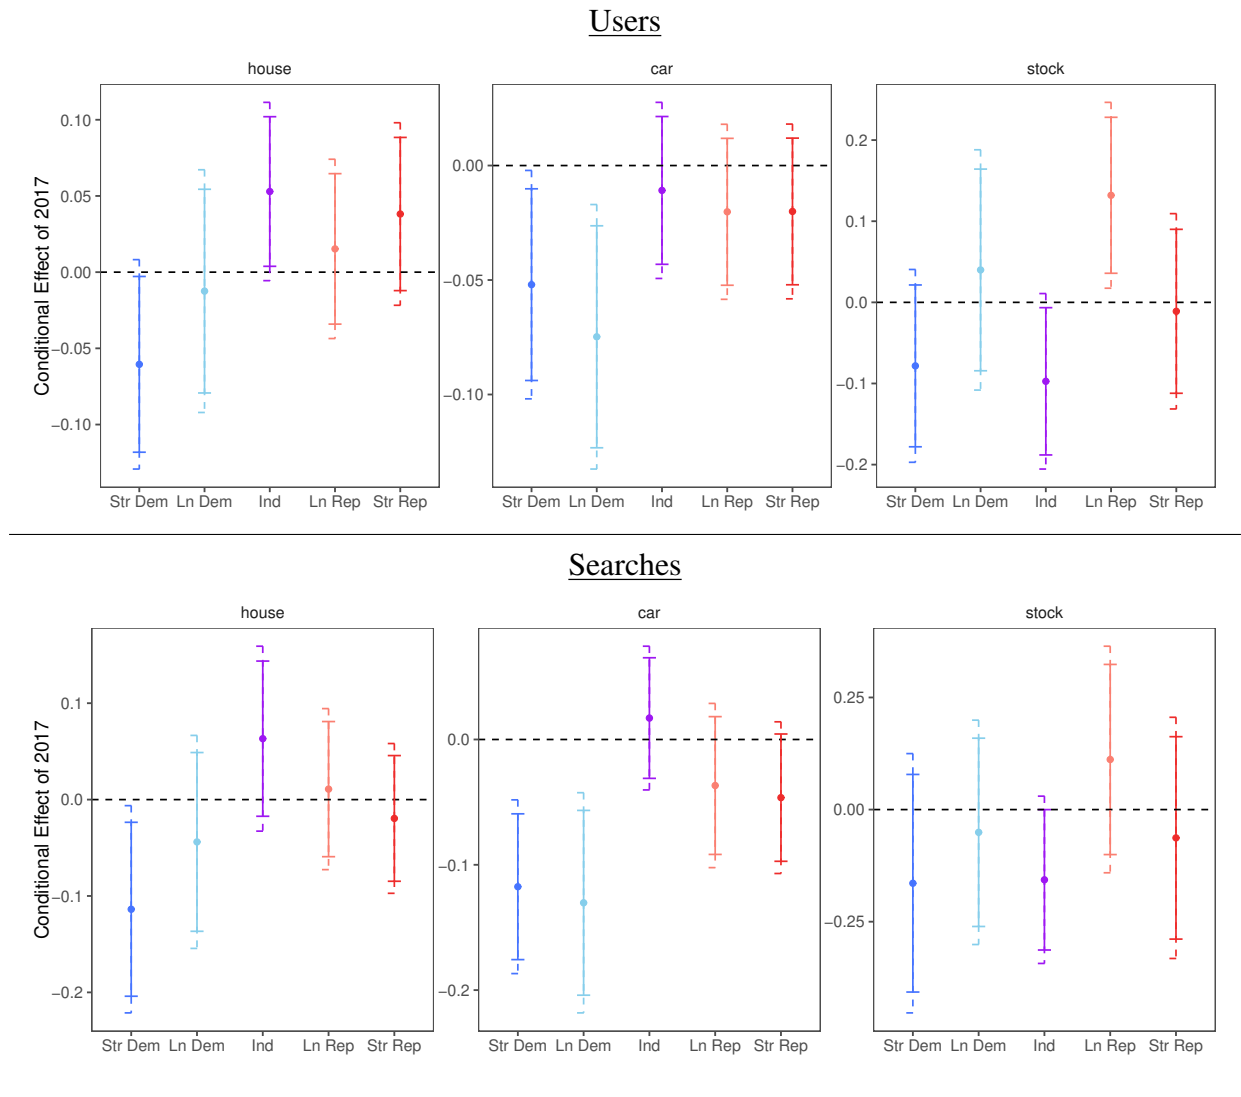 Users
house
car
stock
Conditional Effect of 2017
0.10
0.05
0.00
−0.05
−0.10
0.00
−0.05
−0.10
0.2
0.1
0.0
−0.1
−0.2
Str Dem Ln Dem Ind Ln Rep Str Rep
Str Dem Ln Dem Ind Ln Rep Str Rep
Str Dem Ln Dem Ind Ln Rep Str Rep
Searches
house
car
stock
Conditional Effect of 2017
0.1
0.0
−0.1
−0.2
0.0
−0.1
−0.2
0.25
0.00
−0.25
Str Dem Ln Dem Ind Ln Rep Str Rep
Str Dem Ln Dem Ind Ln Rep Str Rep
Str Dem Ln Dem Ind Ln Rep Str Rep